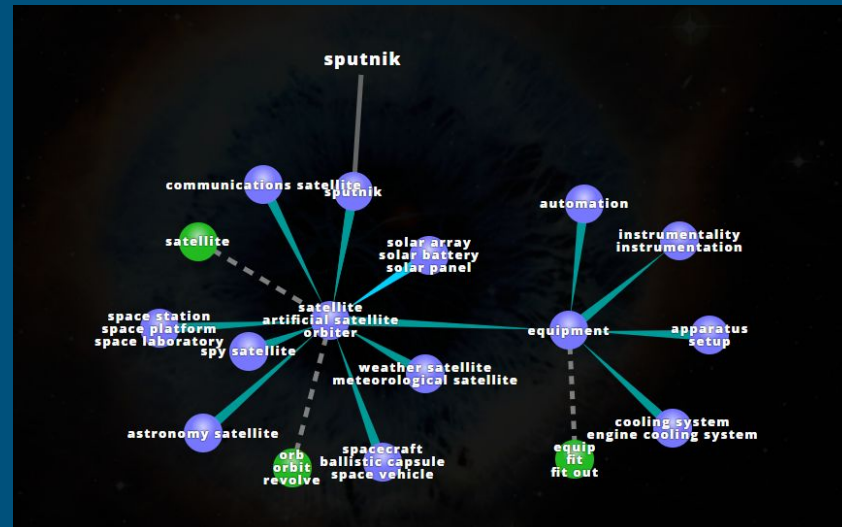 sputnik
communications satellite
sputnik
automation
satellite
solar array
solar battery
solar panel
instrumentality
instrumentation
satellite
artificial satellite
orbiter
space station
space platform
space laboratory
equipment
apparatus
setup
spy satellite
weather satellite
meteorological satellite
astronomy satellite
cooling system
engine cooling system
orb
orbit
revolve
spacecraft
ballistic capsule
space vehicle
equip
fit
fit out